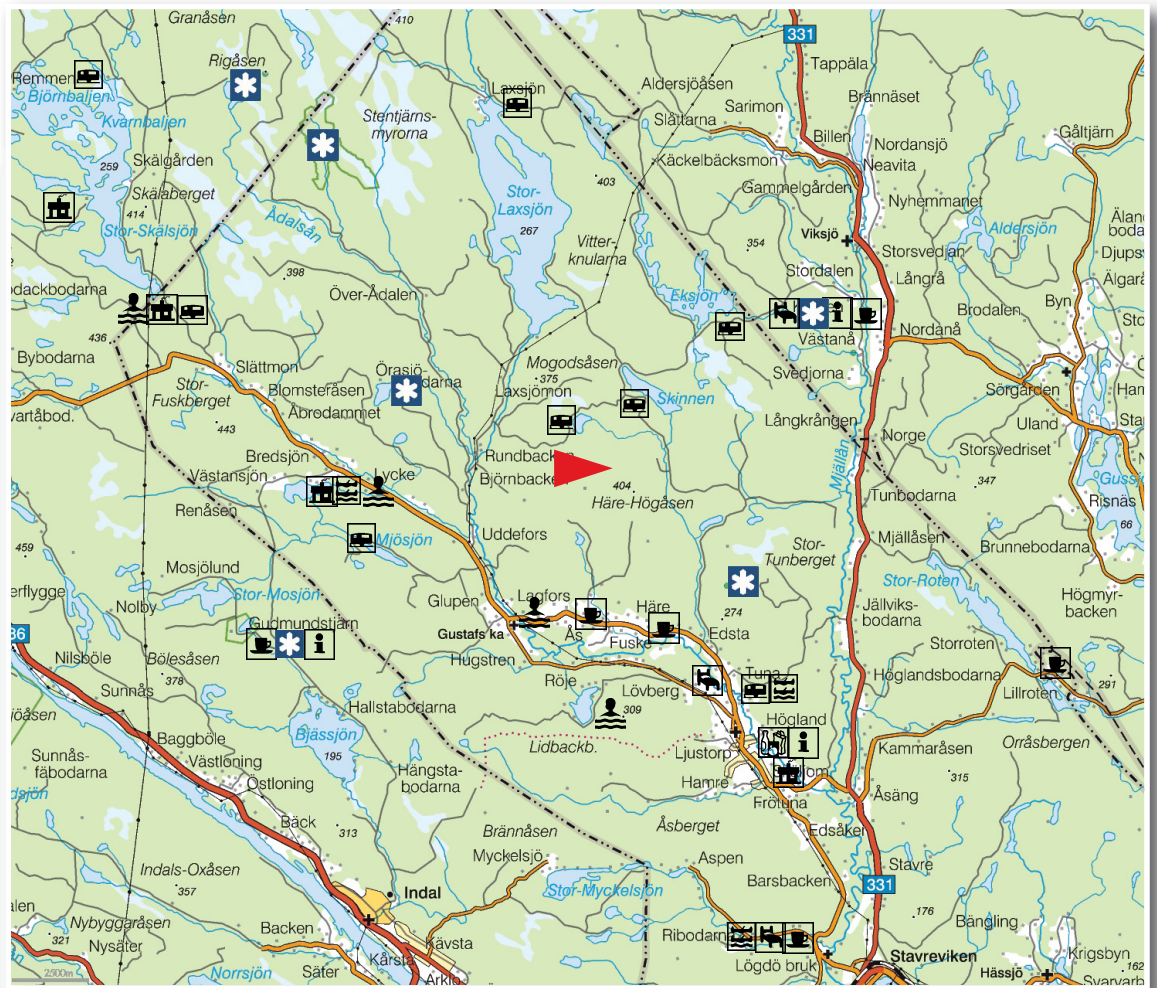 Granåsen
410
331
Tappäla
Rigåsen
Remmen
Björnbaljen
Kvarnbaljen
Laxsjön
Aldersjöåsen
Sarimon
Slåttarna
Brännäset
Stentjärns-
myrorna
Billen
Nordansjö
Neavita
Gåltjärn
259
Skälgården
Skälaberget
414
Käckelbäcksmon
403
Gammelgården
Nyhemmanet
Stor-
Laxsjön
267
Ådalsån
Stor-Skälsjön
Viksjö
354
Storsvedjan
Aldersjön
Vitter-
knularna
Stordalen
Långrå
398
Över-Ådalen
Eksjön
Byn
Brodalen
Västanå
Nordanå
436
Bybodarna
Slättmon
Mogodsåsen
375
Svedjorna
Sörgården
Stor-
Fuskberget
Blomsteråsen
Örasjö-
Laxsjömon
Skinnen
Åbrodammet
Långkrången
Uland
443
Norge
Storsvedriset
Bredsjön
Lycke
Västansjön
404
347
Häre-Högåsen
Mjällån
Tunbodarna
Renåsen
Risnäs
66
Uddefors
Mjösjön
Mjällåsen
Brunnebodarna
459
Mosjölund
Stor-
Tunberget
Stor-Roten
Nolby
Stor-Mosjön
Glupen
Lagfors
Häre
274
Jällviks-
bodarna
Högmyr-
backen
86
Gudmundstjärn
Gustafs ka
Ås
Fuske
Edsta
Storroten
Nilsböle
Bölesåsen
378
Hugstren
Röje
Lövberg
309
Tuna
Höglandsbodarna
Lillroten
291
Sunnås
Hallstabodarna
Högland
Bjässjön
195
Baggböle
Lidbackb.
Ljustorp
Kammaråsen
Orråsbergen
Sunnås-
fäbodarna
Västloning
Östloning
Hängsta-
bodarna
Hamre
315
Frötuna
Åsäng
Bäck
313
Brännåsen
Åsberget
Edsåker
Myckelsjö
Aspen
Stavre
Indals-Oxåsen
357
Stor-Myckelsjön
Barsbacken
331
Indal
176
Bängling
Nybyggaråsen
321
Nysäter
Backen
Kävsta
Ribodarna
Kårsta
Lögdö bruk
Stavreviken
Krigsbyn
Norrsjön
Säter
Hässjö
162
2500m